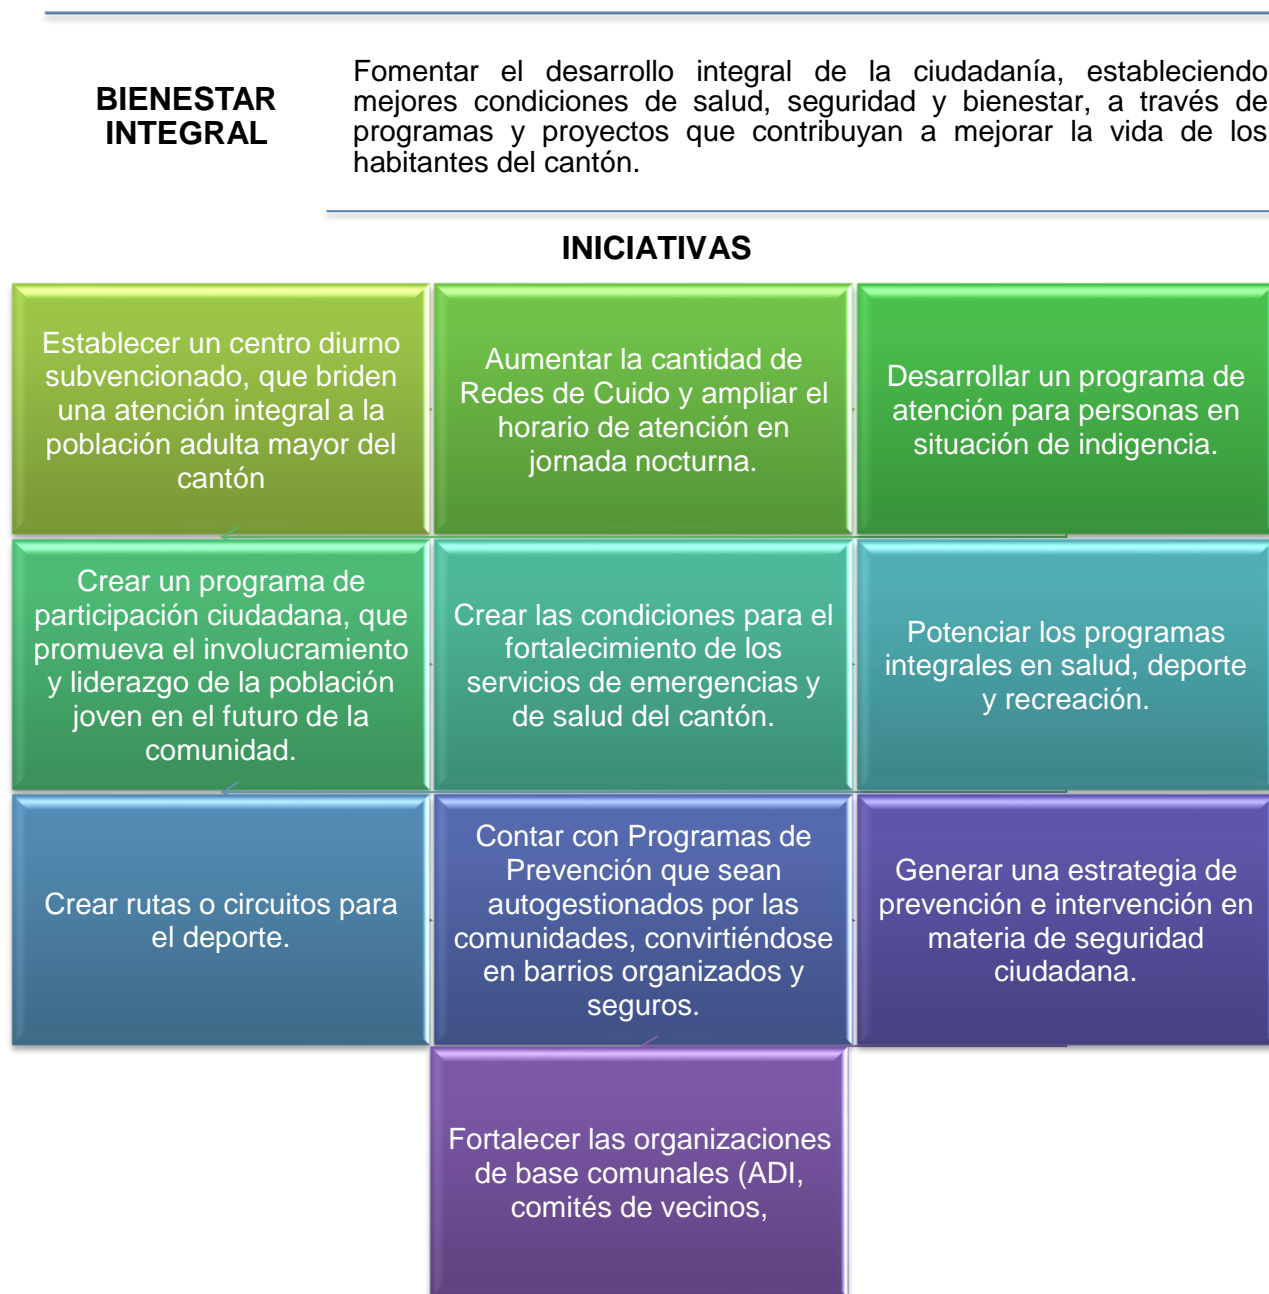 BIENESTAR
INTEGRAL
Fomentar el desarrollo integral de la ciudadanía, estableciendo
mejores condiciones de salud, seguridad y bienestar, a través de
programas y proyectos que contribuyan a mejorar la vida de los
habitantes del cantón.
INICIATIVAS
Establecer un centro diurno
subvencionado, que briden
una atención integral a la
población adulta mayor del
cantón
Aumentar la cantidad de
Redes de Cuido y ampliar el
horario de atención en
jornada nocturna.
Desarrollar un programa de
atención para personas en
situación de indigencia.
Crear un programa de
participación ciudadana, que
promueva el involucramiento
y liderazgo de la población
joven en el futuro de la
comunidad.
Crear las condiciones para el
fortalecimiento de los
servicios de emergencias y
de salud del cantón.
Potenciar los programas
integrales en salud, deporte
y recreación.
Crear rutas o circuitos para
el deporte.
Contar con Programas de
Prevención que sean
autogestionados por las
comunidades, convirtiéndose
en barrios organizados y
seguros.
Generar una estrategia de
prevención e intervención en
materia de seguridad
ciudadana.
Fortalecer las organizaciones
de base comunales (ADI,
comités de vecinos,